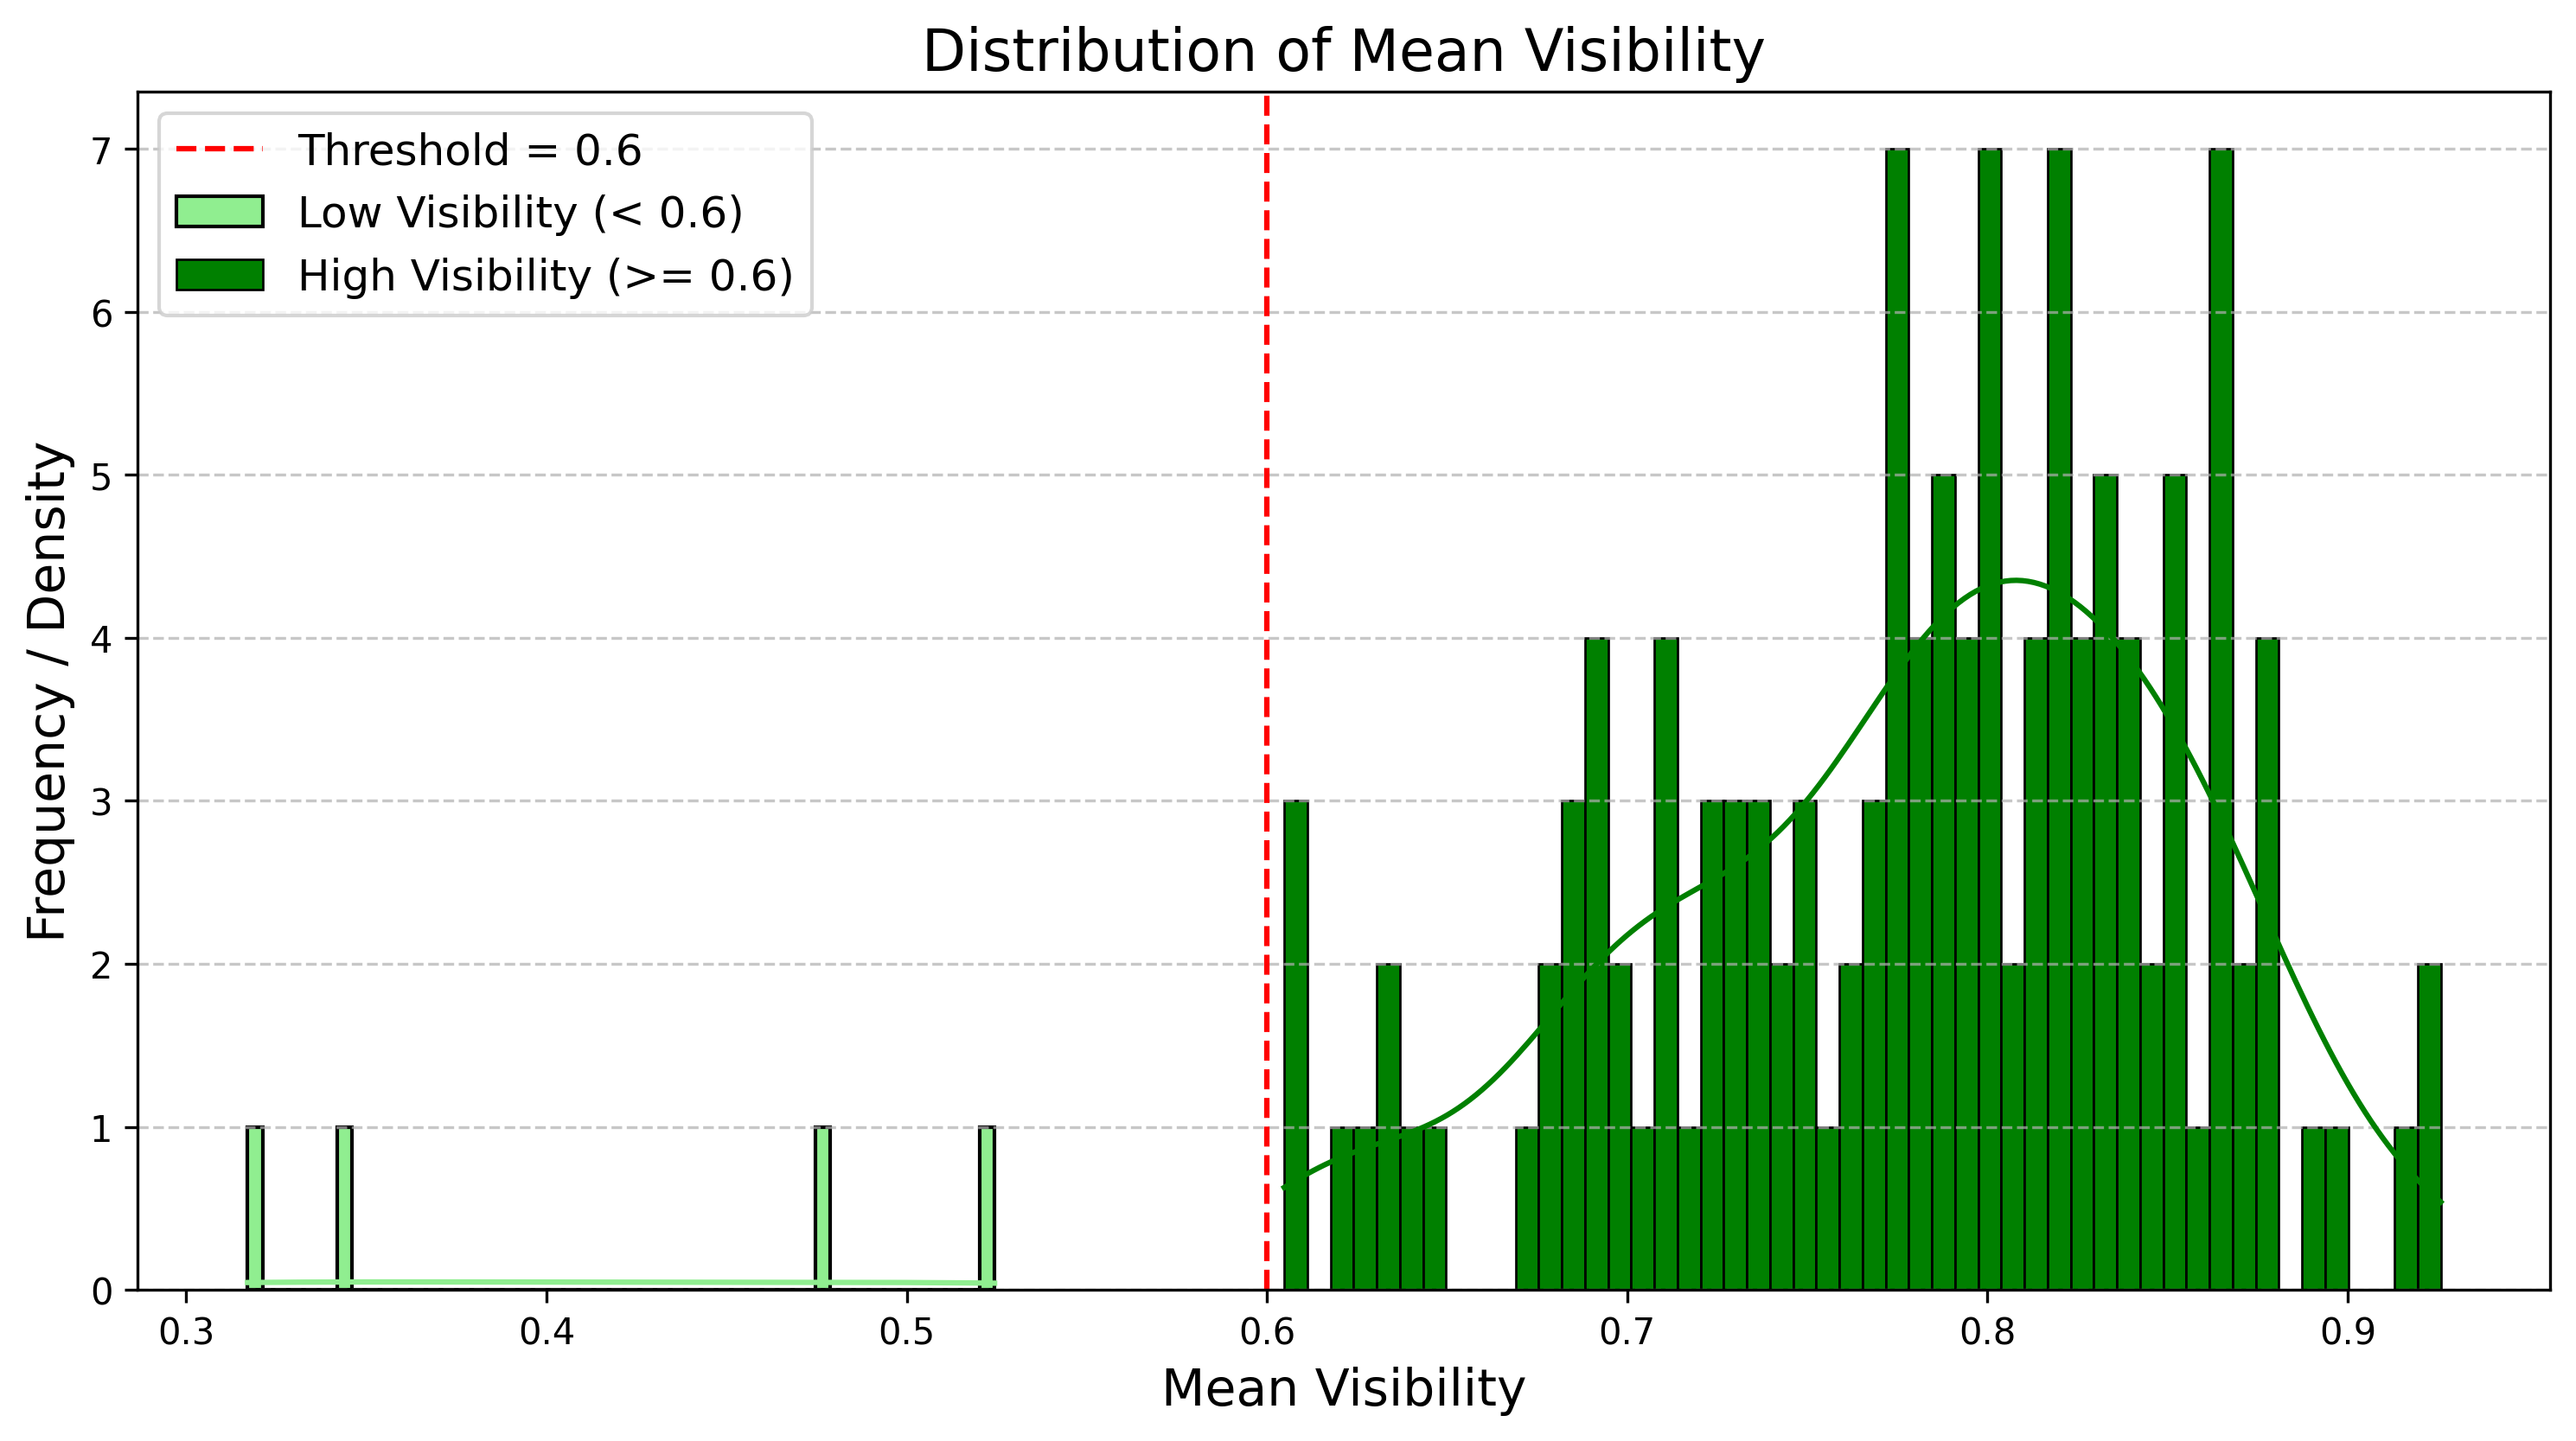 Distribution of Mean Visibility
Threshold = 0.6
Low Visibility (< 0.6)
High Visibility (>= 0.6)
Frequency / Density
7
6
5
4
3
2
1
0
0.3 0.4 0.5 0.6 0.7 0.8 0.9
Mean Visibility